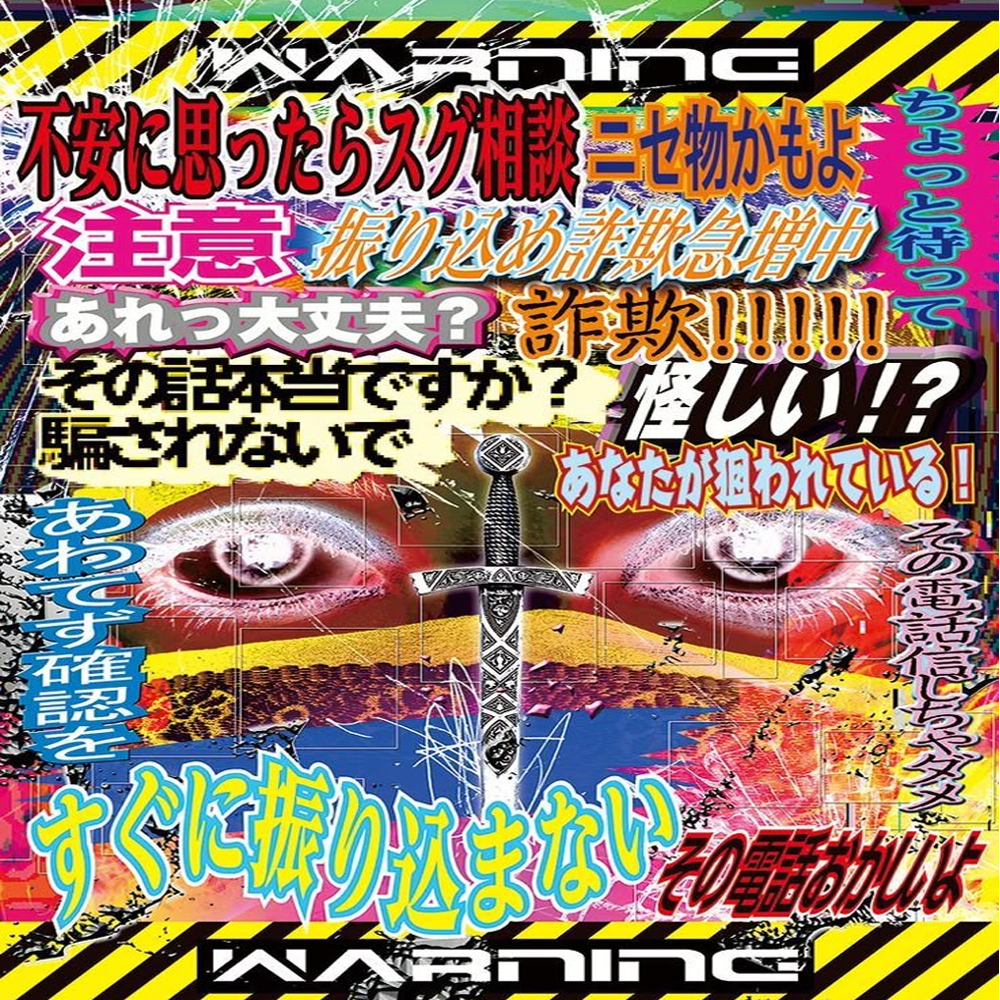 WARNING
不安に思ったらスグ相談
ニセ物かもよ
ちょっと待って
注意
振り込め詐欺急増中
あれっ大丈夫?
詐欺!!!!!
その話本当ですか?
怪しい!?
騙されないで
あなたが狙われている!
あわてず確認を
その電話信じちゃダメ
すぐに振り込まない
その電話おかしいよ
WARNING